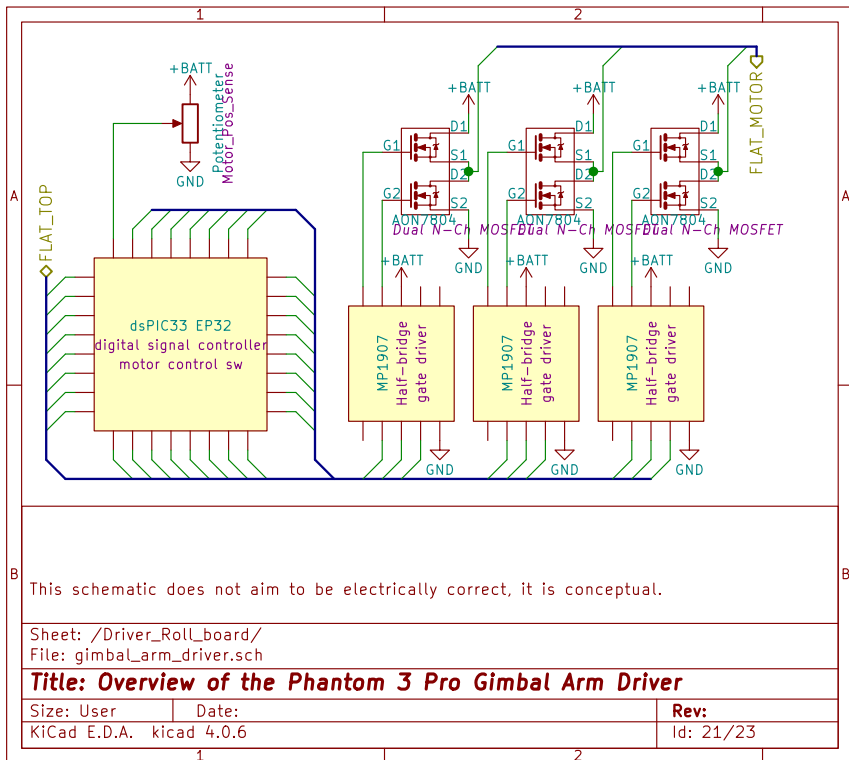 1
2
+BATT
Potentiometer
Motor_Pos_Sense
GND
+BATT
+BATT
+BATT
FLAT_MOTOR
D1
D1
D1
G1
G1
G1
S1
S1
S1
D2
D2
D2
G2
G2
G2
S2
S2
S2
AON7804
AON7804
AON7804
Dual N-Ch MOSFET
Dual N-Ch MOSFET
Dual N-Ch MOSFET
A
A
FLAT_TOP
GND
GND
GND
+BATT
+BATT
+BATT
dsPIC33 EP32
digital signal controller
motor control sw
MP1907
Half-bridge
gate driver
MP1907
Half-bridge
gate driver
MP1907
Half-bridge
gate driver
GND
GND
GND
B
B
This schematic does not aim to be electrically correct, it is conceptual.
Sheet: /Driver_Roll_board/
File: gimbal_arm_driver.sch
Title: Overview of the Phantom 3 Pro Gimbal Arm Driver
Size: User
Date:
Rev:
KiCad E.D.A. kicad 4.0.6
Id: 21/23
1
2